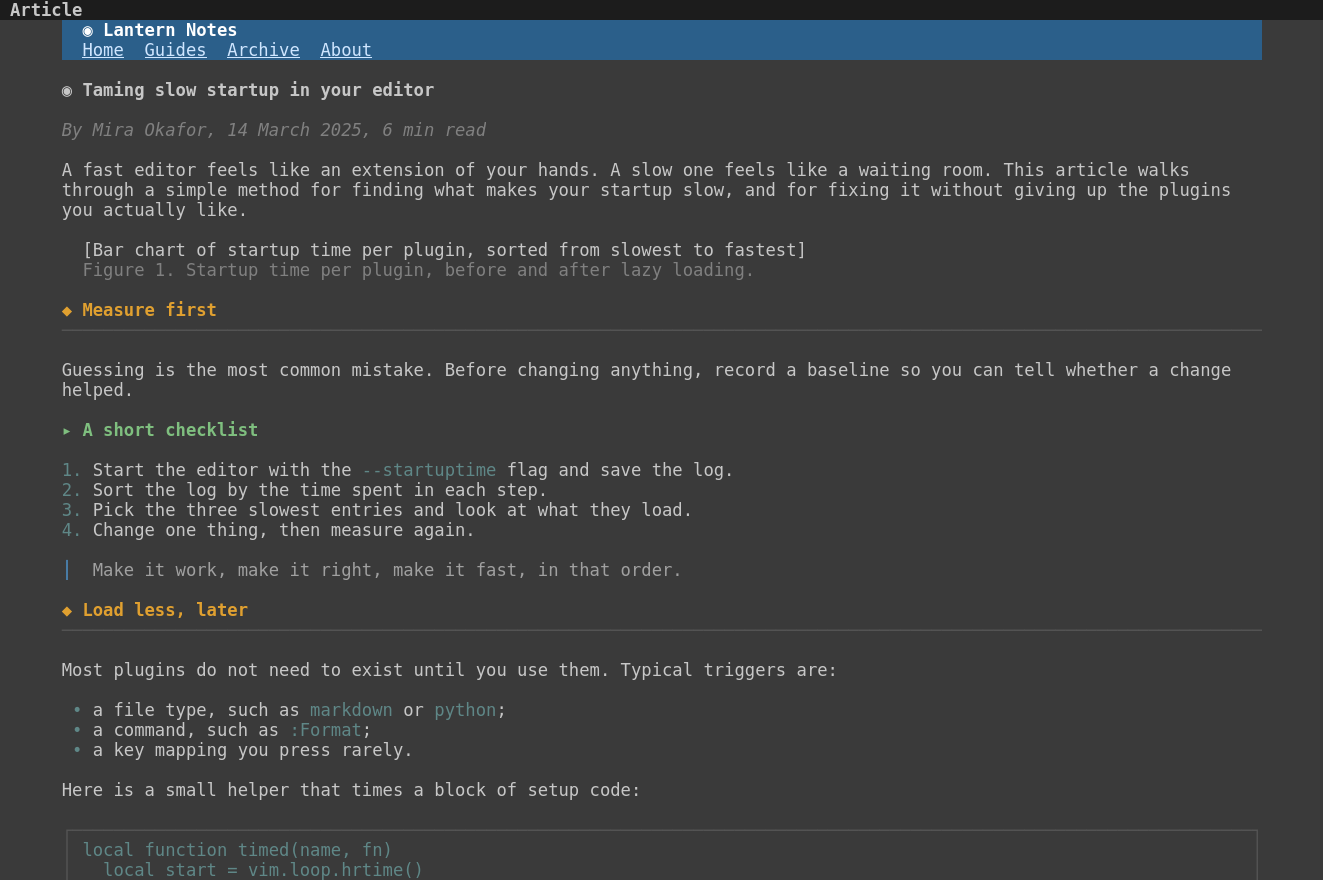 Article
◉ Lantern Notes
Home  Guides  Archive  About
◉ Taming slow startup in your editor
By Mira Okafor, 14 March 2025, 6 min read
A fast editor feels like an extension of your hands. A slow one feels like a waiting room. This article walks
through a simple method for finding what makes your startup slow, and for fixing it without giving up the plugins
you actually like.
[Bar chart of startup time per plugin, sorted from slowest to fastest]
Figure 1. Startup time per plugin, before and after lazy loading.
◆ Measure first
Guessing is the most common mistake. Before changing anything, record a baseline so you can tell whether a change
helped.
▸ A short checklist
1. Start the editor with the --startuptime flag and save the log.
2. Sort the log by the time spent in each step.
3. Pick the three slowest entries and look at what they load.
4. Change one thing, then measure again.
Make it work, make it right, make it fast, in that order.
◆ Load less, later
Most plugins do not need to exist until you use them. Typical triggers are:
• a file type, such as markdown or python;
• a command, such as :Format;
• a key mapping you press rarely.
Here is a small helper that times a block of setup code:
local function timed(name, fn)
  local start = vim.loop.hrtime()